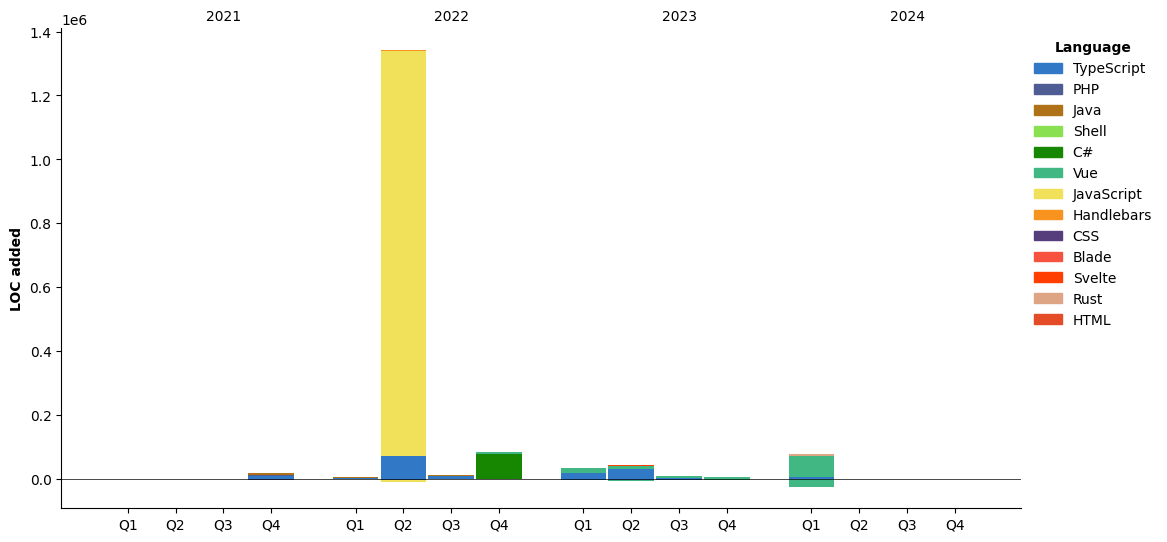 2021 2022 2023 2024
1e6
1.4
1.2
1.0
0.8
0.6
0.4
0.2
0.0
LOC added
Q1 Q2 Q3 Q4 Q1 Q2 Q3 Q4 Q1 Q2 Q3 Q4 Q1 Q2 Q3 Q4
Language
TypeScript
PHP
Java
Shell
C#
Vue
JavaScript
Handlebars
CSS
Blade
Svelte
Rust
HTML